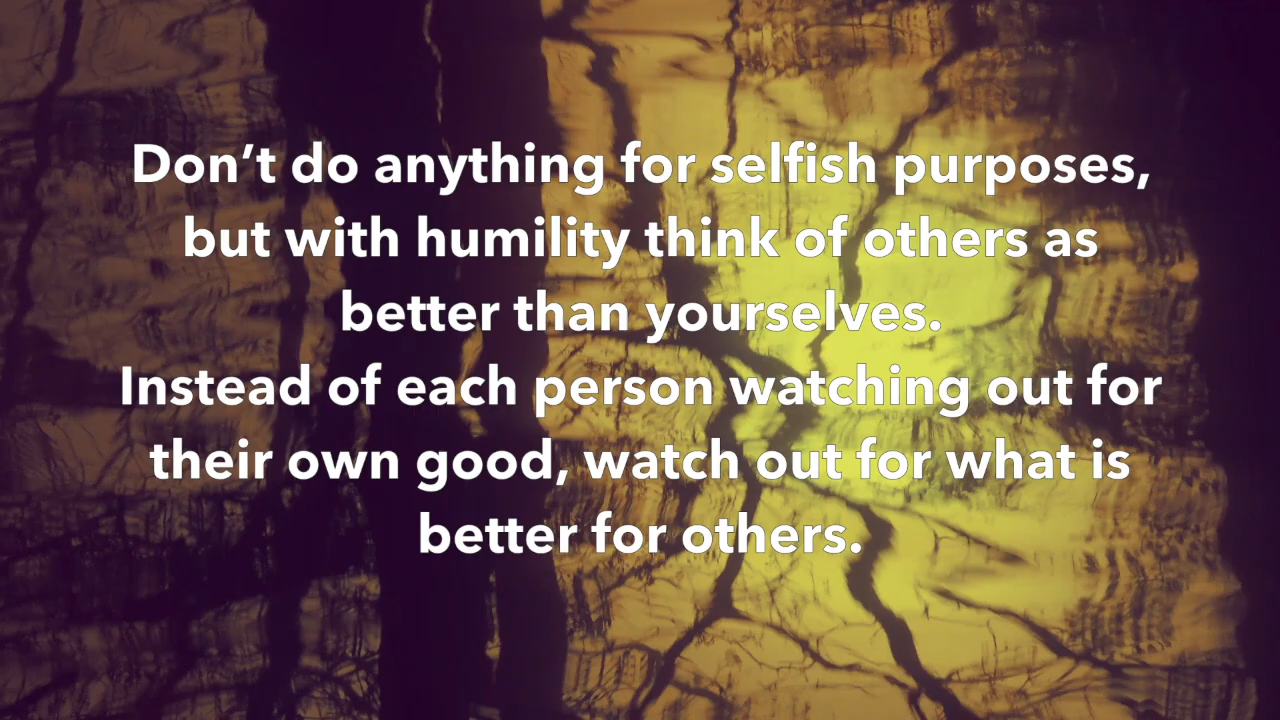 Don’t do anything for selfish purposes,
but with humility think of others as
better than yourselves.
Instead of each person watching out for
their own good, watch out for what is
better for others.